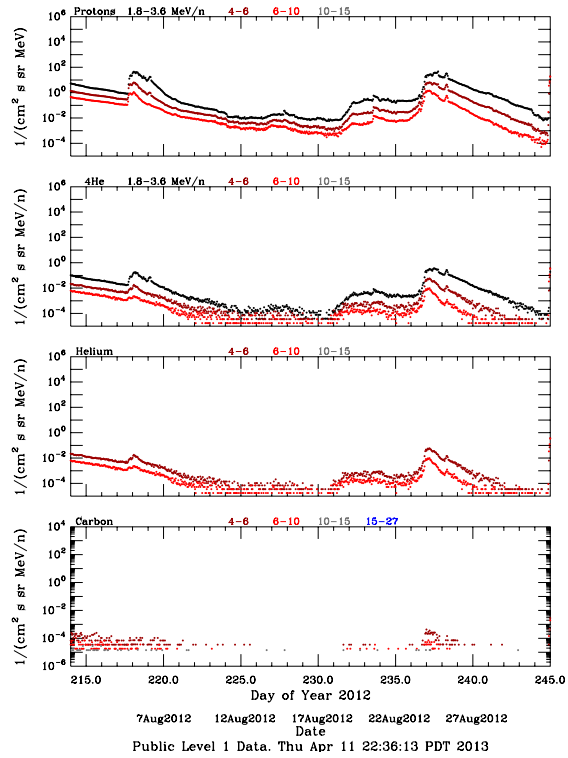 Protons 1.8-3.6 MeV/n 4-6 6-10 10-15
10^6
10^4
10^2
10^0
10^-2
10^-4
1/(cm^2 s sr MeV)
4He 1.8-3.6 MeV/n 4-6 6-10 10-15
10^6
10^4
10^2
10^0
10^-2
10^-4
1/(cm^2 s sr MeV/n)
Helium 4-6 6-10 10-15
10^6
10^4
10^2
10^0
10^-2
10^-4
1/(cm^2 s sr MeV/n)
Carbon 4-6 6-10 10-15 15-27
10^4
10^2
10^0
10^-2
10^-4
10^-6
1/(cm^2 s sr MeV/n)
215.0 220.0 225.0 230.0 235.0 240.0 245.0
Day of Year 2012
7Aug2012 12Aug2012 17Aug2012 22Aug2012 27Aug2012
Date
Public Level 1 Data. Thu Apr 11 22:36:13 PDT 2013